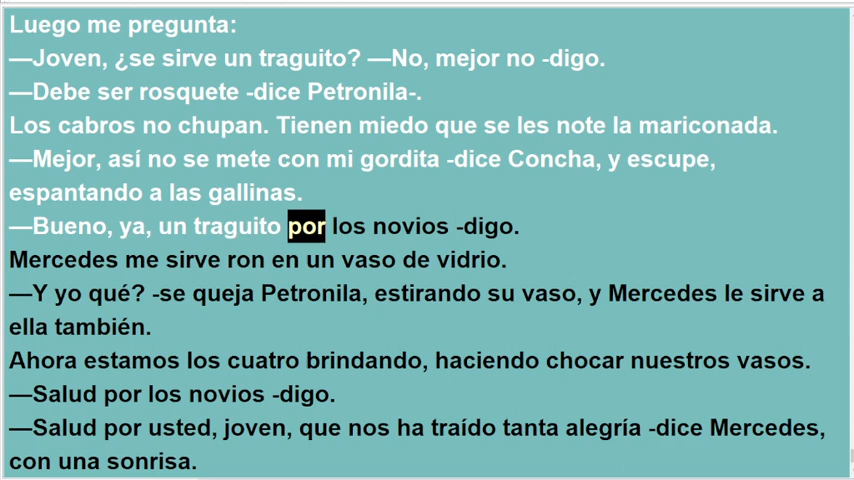 Luego me pregunta:
—Joven, ¿se sirve un traguito? —No, mejor no -digo.
—Debe ser rosquete -dice Petronila-.
Los cabros no chupan. Tienen miedo que se les note la mariconada.
—Mejor, así no se mete con mi gordita -dice Concha, y escupe,
espantando a las gallinas.
—Bueno, ya, un traguito por los novios -digo.
Mercedes me sirve ron en un vaso de vidrio.
—Y yo qué? -se queja Petronila, estirando su vaso, y Mercedes le sirve a
ella también.
Ahora estamos los cuatro brindando, haciendo chocar nuestros vasos.
—Salud por los novios -digo.
—Salud por usted, joven, que nos ha traído tanta alegría -dice Mercedes,
con una sonrisa.